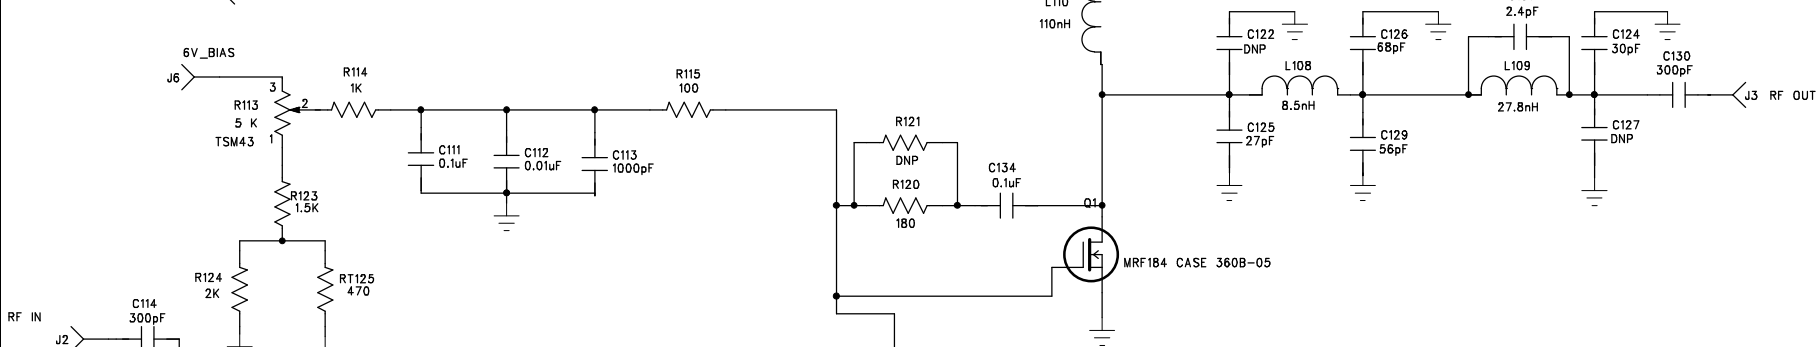 L110
110nH
2.4pF
6V_BIAS
J6
3
R113
5 K
TSM43
2
1
R114
1K
R115
100
C122
DNP
C126
68pF
C124
30pF
C130
300pF
L108
8.5nH
L109
27.8nH
J3 RF OUT
C111
0.1uF
C112
0.01uF
C113
1000pF
R121
DNP
R120
180
C134
0.1uF
C125
27pF
C129
56pF
C127
DNP
R123
1.5K
Q1
MRF184 CASE 360B-05
R124
2K
RT125
470
C114
300pF
RF IN
J2